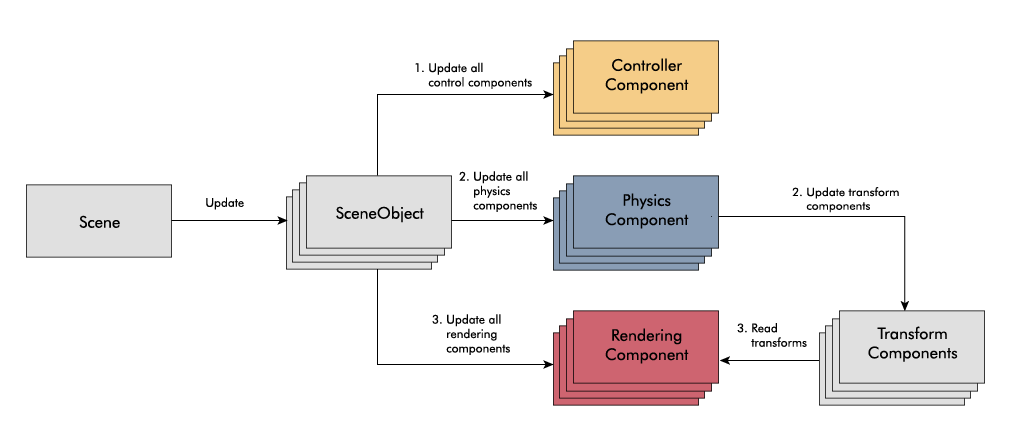 Scene
Update
SceneObject
1. Update all
control components
Controller
Component
2. Update all
physics
components
Physics
Component
2. Update transform
components
3. Update all
rendering
components
Rendering
Component
3. Read
transforms
Transform
Components